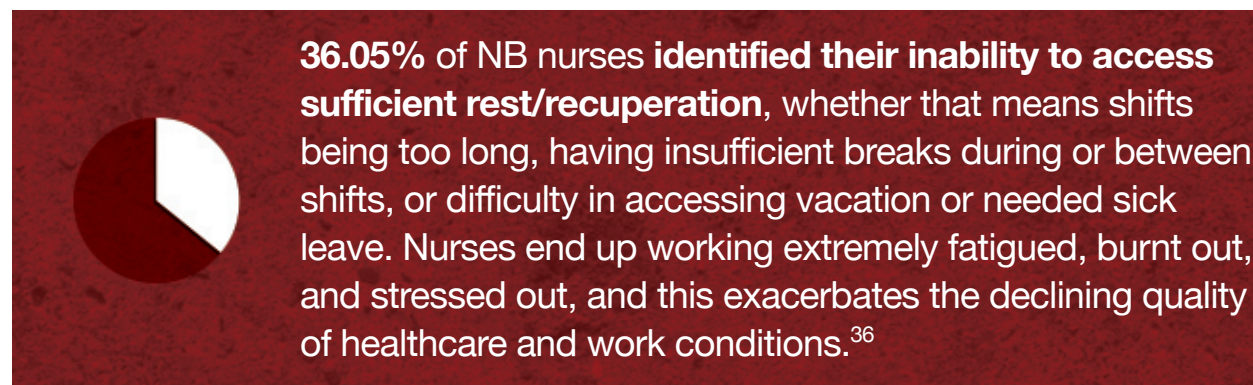 36.05% of NB nurses identified their inability to access
sufficient rest/recuperation, whether that means shifts
being too long, having insufficient breaks during or between
shifts, or difficulty in accessing vacation or needed sick
leave. Nurses end up working extremely fatigued, burnt out,
and stressed out, and this exacerbates the declining quality
of healthcare and work conditions.36